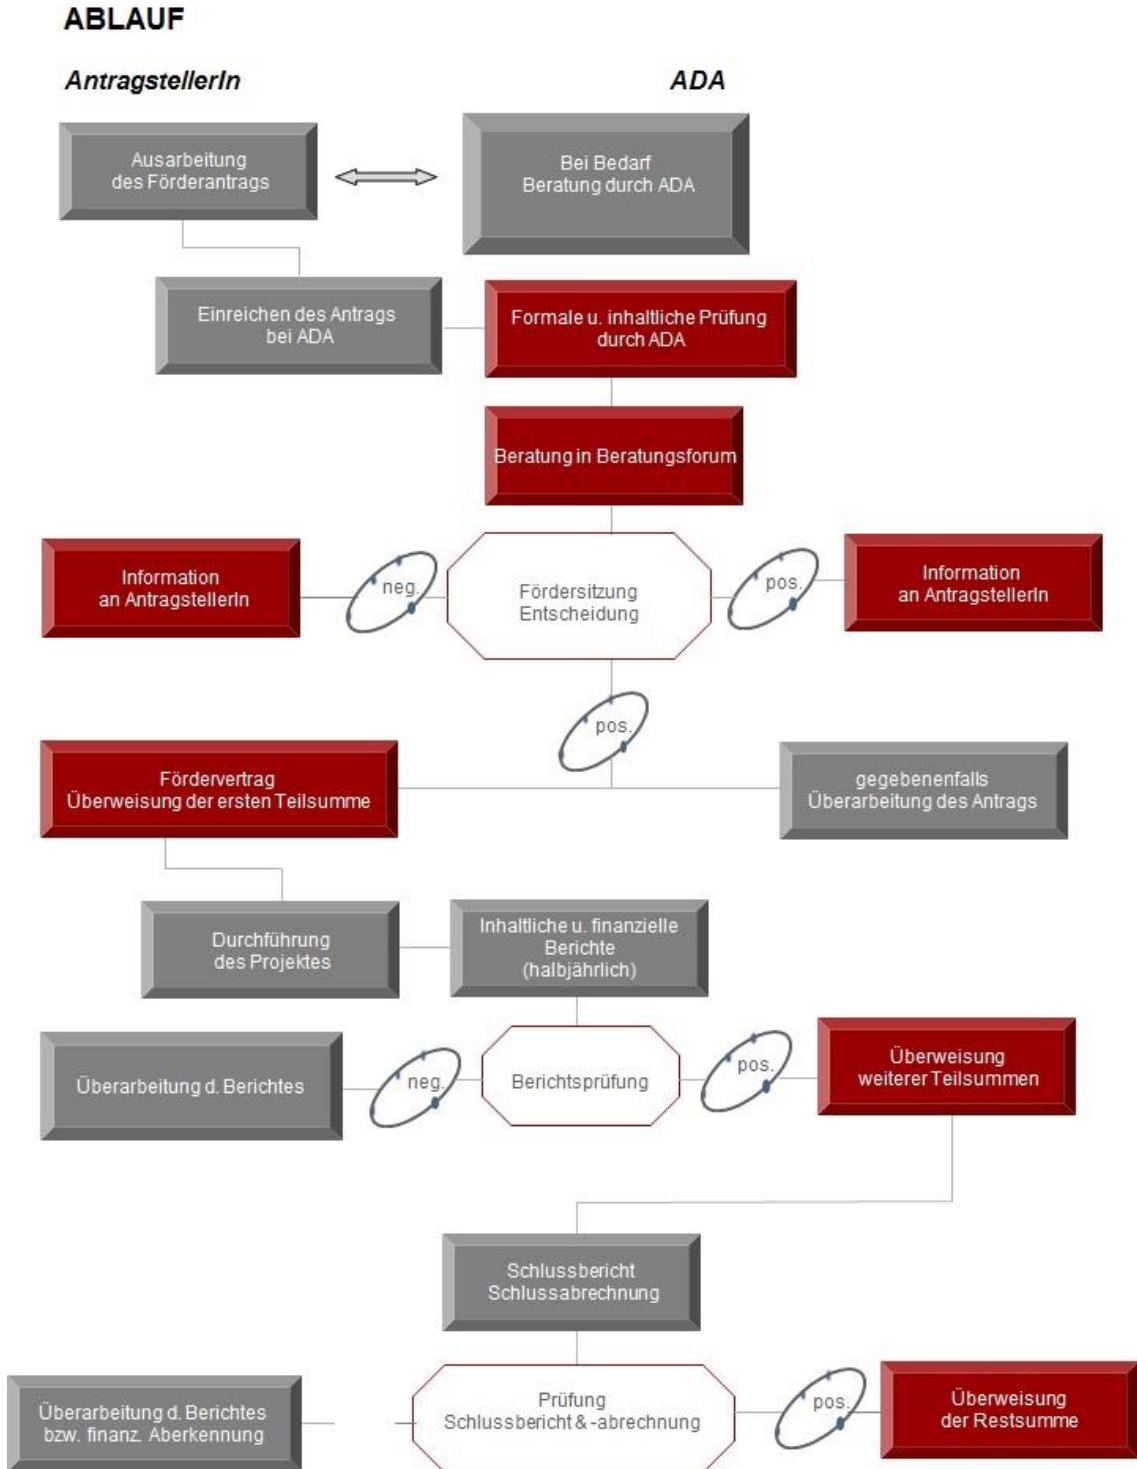 ABLAUF
AntragstellerIn
ADA
Ausarbeitung
des Förderantrags
Bei Bedarf
Beratung durch ADA
Einreichen des Antrags
bei ADA
Formale u. inhaltliche Prüfung
durch ADA
Beratung in Beratungsforum
Information
an AntragstellerIn
neg.
Fördersitzung
Entscheidung
pos.
Information
an AntragstellerIn
pos.
Fördervertrag
Überweisung der ersten Teilsumme
gegebenenfalls
Überarbeitung des Antrags
Durchführung
des Projektes
Inhaltliche u. finanzielle
Berichte
(halbjährlich)
Überarbeitung d. Berichtes
neg.
Berichtsprüfung
pos.
Überweisung
weiterer Teilsummen
Schlussbericht
Schlussabrechnung
Überarbeitung d. Berichtes
bzw. finanz. Aberkennung
Prüfung
Schlussbericht & -abrechnung
pos.
Überweisung
der Restsumme